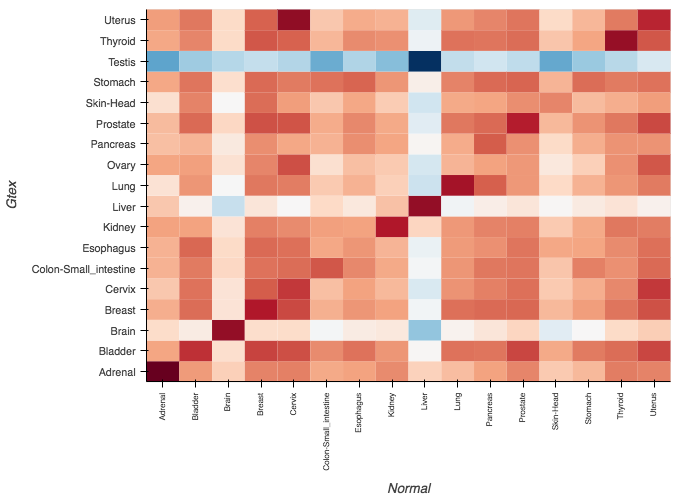 Uterus
Thyroid
Testis
Stomach
Skin-Head
Prostate
Pancreas
Ovary
Lung
Liver
Kidney
Esophagus
Colon-Small_intestine
Cervix
Breast
Brain
Bladder
Adrenal
Gtex
Adrenal
Bladder
Brain
Breast
Cervix
Colon-Small_intestine
Esophagus
Kidney
Liver
Lung
Pancreas
Prostate
Skin-Head
Stomach
Thyroid
Uterus
Normal